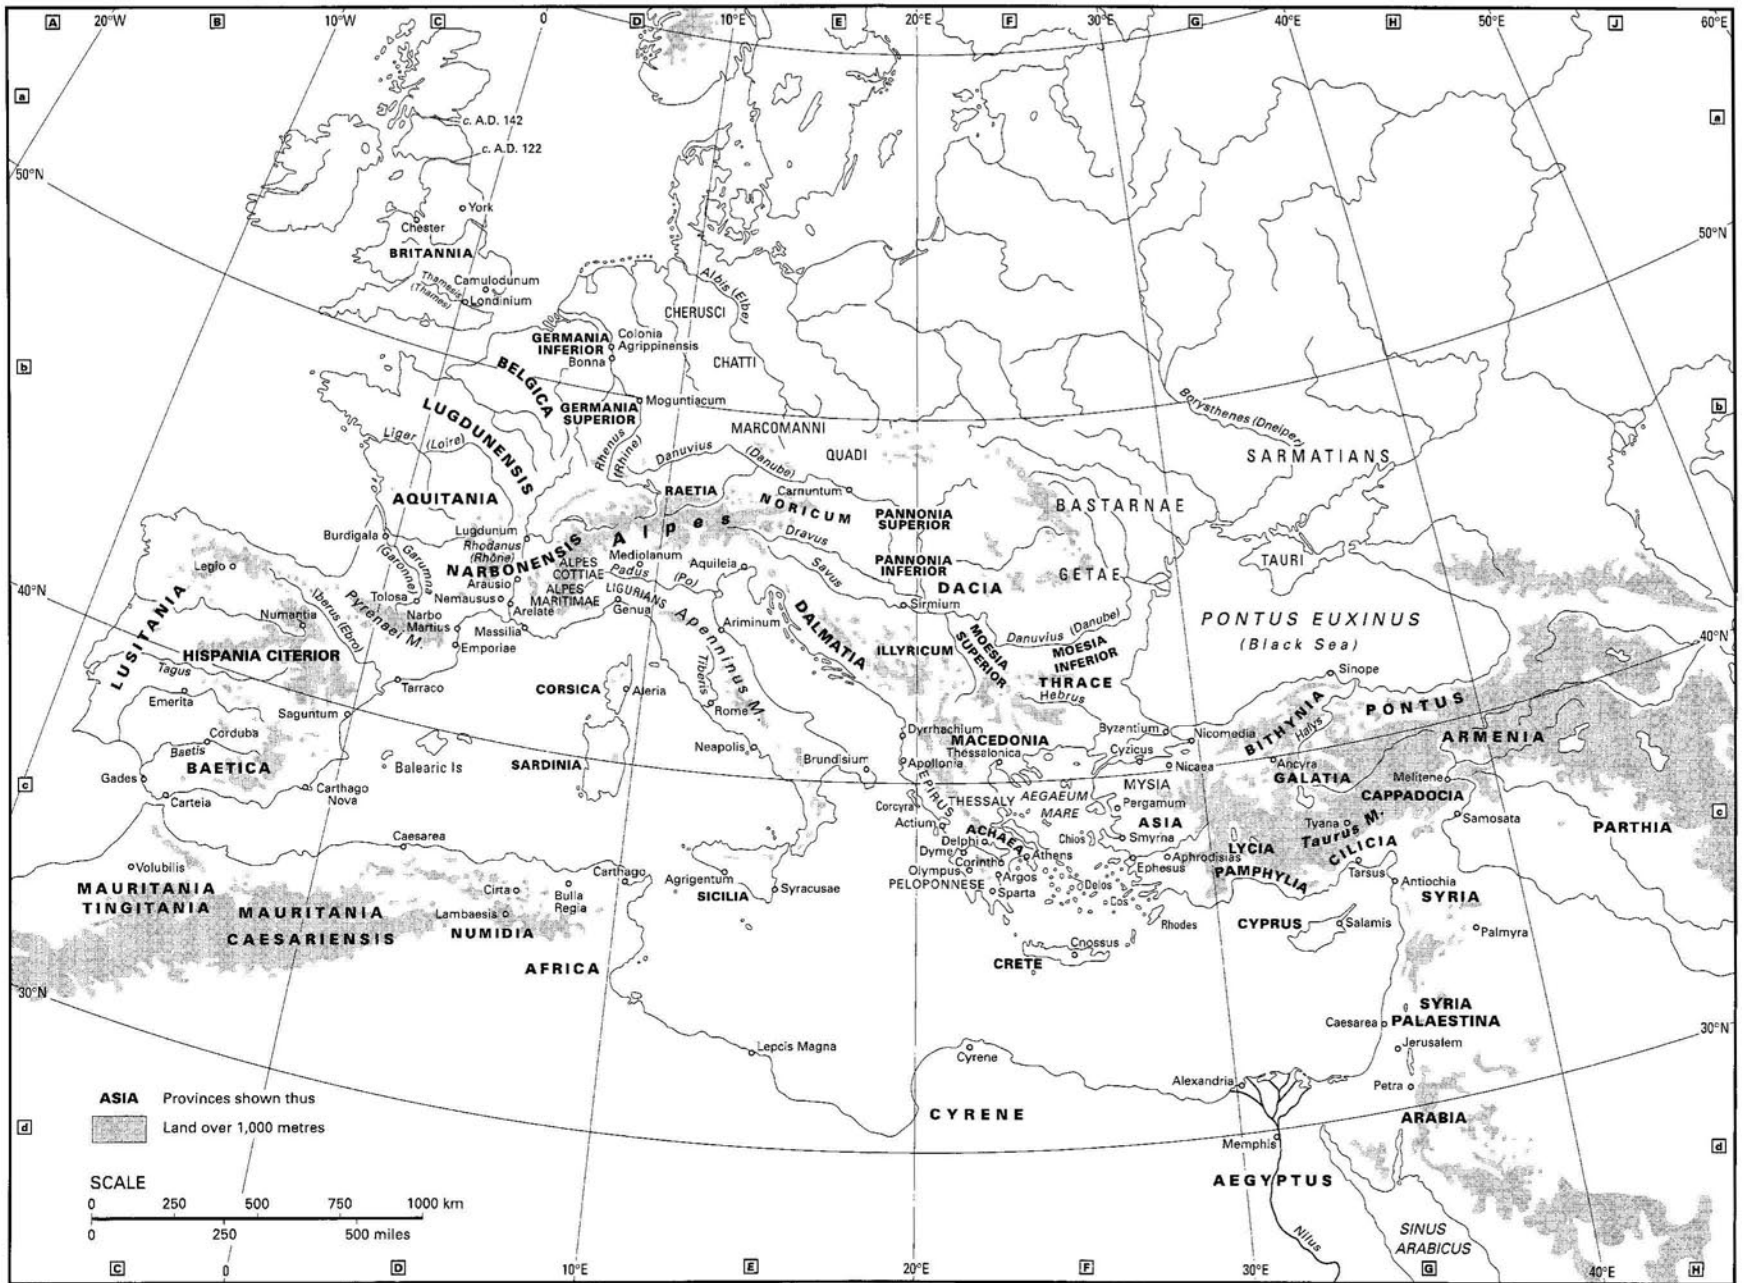 A
20°W
B
10°W
C
0
D
10°E
E
20°E
F
30°E
G
40°E
H
50°E
J
60°E
a
a
50°N
50°N
c. A.D. 142
c. A.D. 122
York
Chester
BRITANNIA
Camulodunum
Thamesis
(Thames)
Londinium
Albis (Elbe)
CHERUSCI
GERMANIA
INFERIOR
Colonia
Agrippinensis
Bonna
CHATTI
b
b
BELGICA
GERMANIA
SUPERIOR
Moguntiacum
LUGDUNENSIS
Liger (Loire)
Rhenus
(Rhine)
MARCOMANNI
Danuvius
(Danube)
QUADI
Borysthenes (Dneiper)
SARMATIANS
AQUITANIA
RAETIA
NORICUM
Carnuntum
PANNONIA
SUPERIOR
BASTARNAE
Burdigala
Lugdunum
Rhodanus
(Rhône)
Garumna
(Garonne)
NARBONENSIS
Alpes
ALPES
COTTIAE
ALPES
MARITIMAE
Mediolanum
Padus
(Po)
Aquileia
Dravus
Savus
PANNONIA
INFERIOR
DACIA
GETAE
TAURI
40°N
40°N
Legio
LUSITANIA
Numantia
Iberus (Ebro)
Pyrenaei M.
Tolosa
Narbo
Martius
Arausio
Nemausus
Arelate
Massilia
Emporiae
LIGURIANS
Genua
Apenninus M.
Ariminum
Sirmium
DALMATIA
ILLYRICUM
MOESIA
SUPERIOR
Danuvius (Danube)
MOESIA
INFERIOR
THRACE
Hebrus
PONTUS EUXINUS
(Black Sea)
Sinope
HISPANIA CITERIOR
Tagus
Emerita
Tarraco
Saguntum
CORSICA
Aleria
Tiberis
Rome
Corduba
Baetis
BAETICA
Gades
Carteia
Carthago
Nova
Balearic Is
SARDINIA
Neapolis
Brundisium
Dyrrhachium
MACEDONIA
Thessalonica
Apollonia
EPIRUS
Corcyra
THESSALY
Actium
Byzantium
Cyzicus
Nicomedia
Nicaea
BITHYNIA
Halys
PONTUS
ARMENIA
Ancyra
GALATIA
Melitene
CAPPADOCIA
c
c
AEGAEUM
MARE
MYSIA
Pergamum
ASIA
Chios
Smyrna
Tyana
Taurus M.
CILICIA
Samosata
PARTHIA
ACHAEA
Delphi
Dyme
Corinth
Athens
Olympus
Argos
PELOPONNESE
Sparta
Delos
Cos
Ephesus
Aphrodisias
LYCIA
PAMPHYLIA
Tarsus
Antiochia
SYRIA
Caesarea
Volubilis
MAURITANIA
TINGITANIA
MAURITANIA
CAESARIENSIS
Cirta
Lambaesis
NUMIDIA
Bulla
Regia
Carthago
AFRICA
Agrigentum
SICILIA
Syracusae
Rhodes
CYPRUS
Salamis
Palmyra
Cnossus
CRETE
30°N
30°N
SYRIA
PALAESTINA
Caesarea
Jerusalem
Lepcis Magna
Cyrene
CYRENE
Alexandria
Petra
ARABIA
Memphis
AEGYPTUS
Nilus
SINUS
ARABICUS
ASIA Provinces shown thus
Land over 1,000 metres
d
d
SCALE
0 250 500 750 1000 km
0 250 500 miles
C
0
D
10°E
E
20°E
F
30°E
G
40°E
H